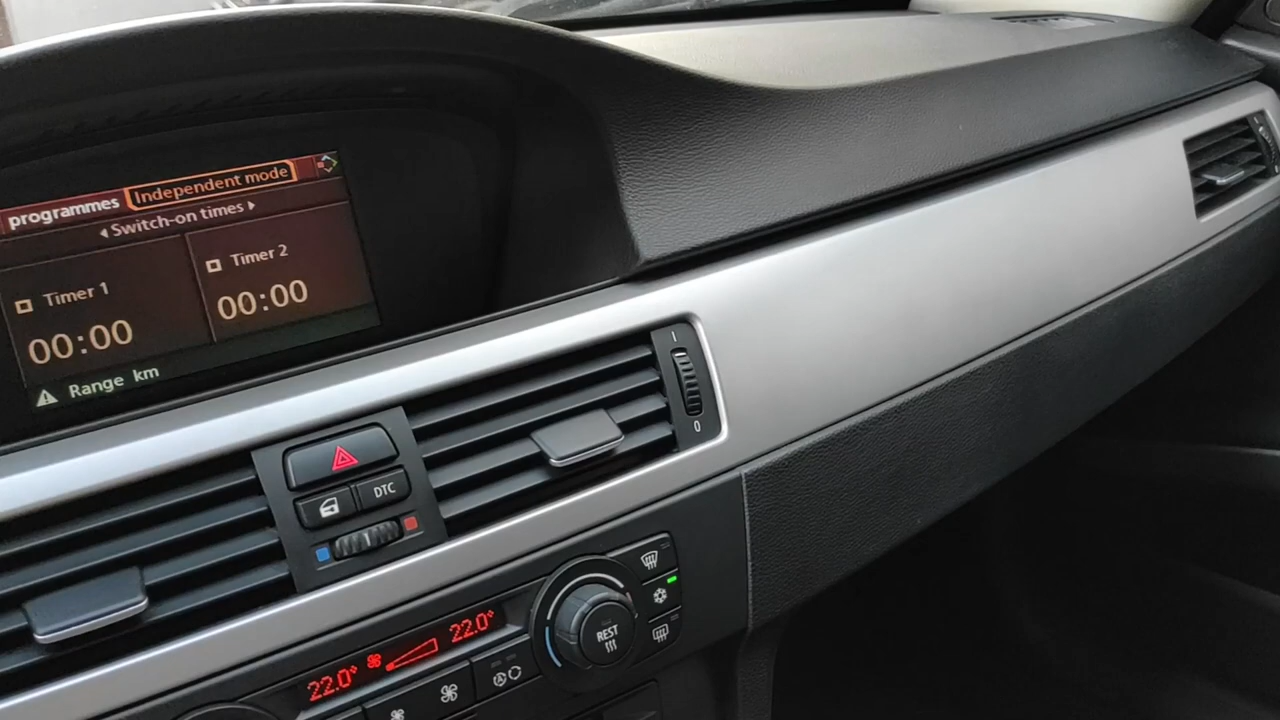 programmes Independent mode
Switch-on times
Timer 1
00:00
Timer 2
00:00
Range km
I
0
DTC
REST
22.0°
22.0°